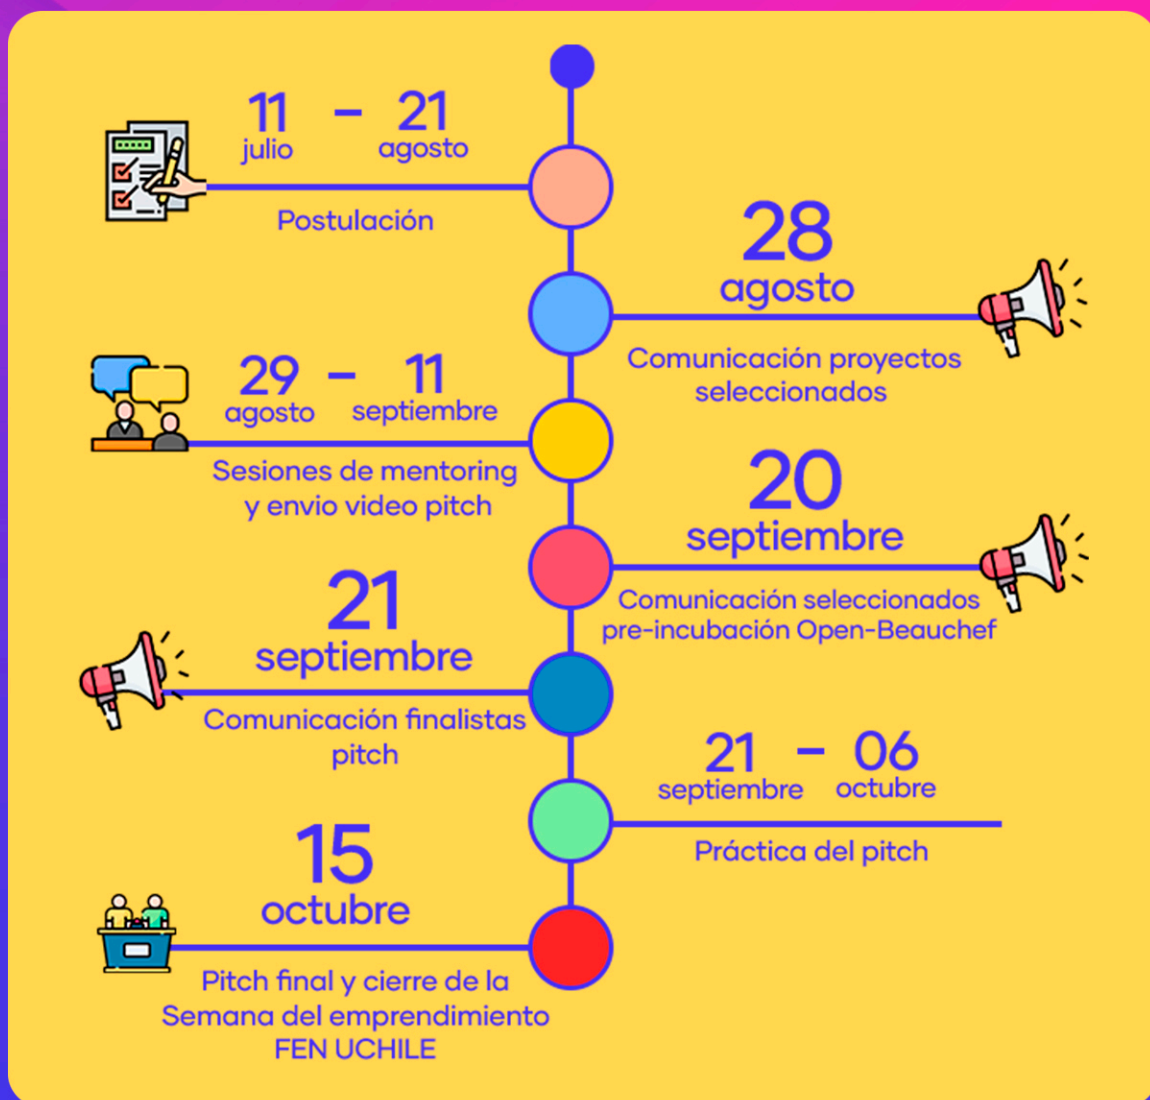 11 – 21
julio agosto
Postulación
28
agosto
Comunicación proyectos
seleccionados
29 – 11
agosto septiembre
Sesiones de mentoring
y envio video pitch
20
septiembre
Comunicación seleccionados
pre-incubación Open-Beauchef
21
septiembre
Comunicación finalistas
pitch
21 – 06
septiembre octubre
Práctica del pitch
15
octubre
Pitch final y cierre de la
Semana del emprendimiento
FEN UCHILE